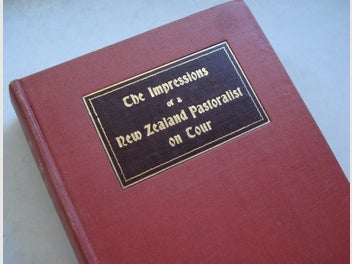 The Impressions
of a
New Zealand Pastoralist
on Tour